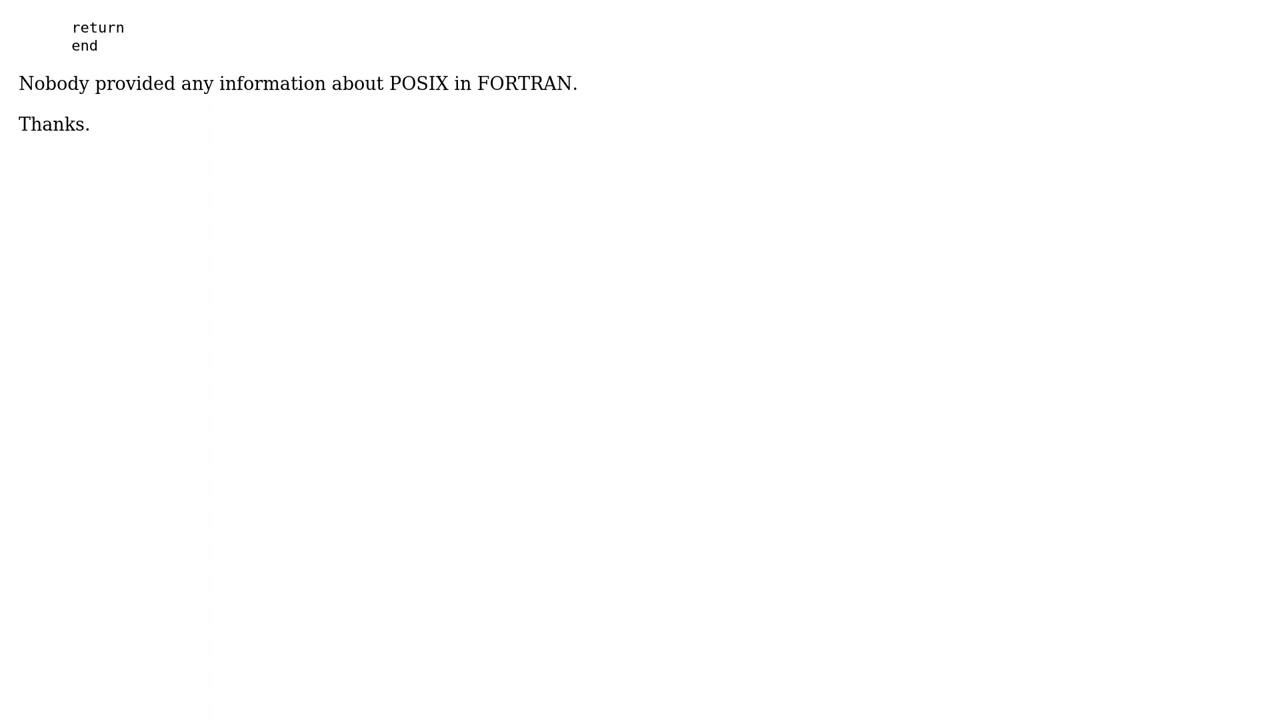 return
end
Nobody provided any information about POSIX in FORTRAN.
Thanks.